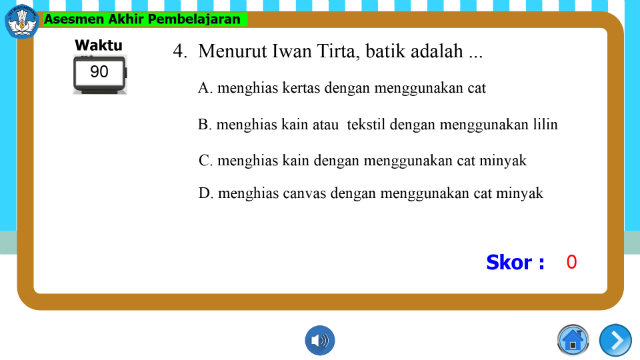 Asesmen Akhir Pembelajaran
Waktu
90
4. Menurut Iwan Tirta, batik adalah ...
A. menghias kertas dengan menggunakan cat
B. menghias kain atau tekstil dengan menggunakan lilin
C. menghias kain dengan menggunakan cat minyak
D. menghias canvas dengan menggunakan cat minyak
Skor : 0